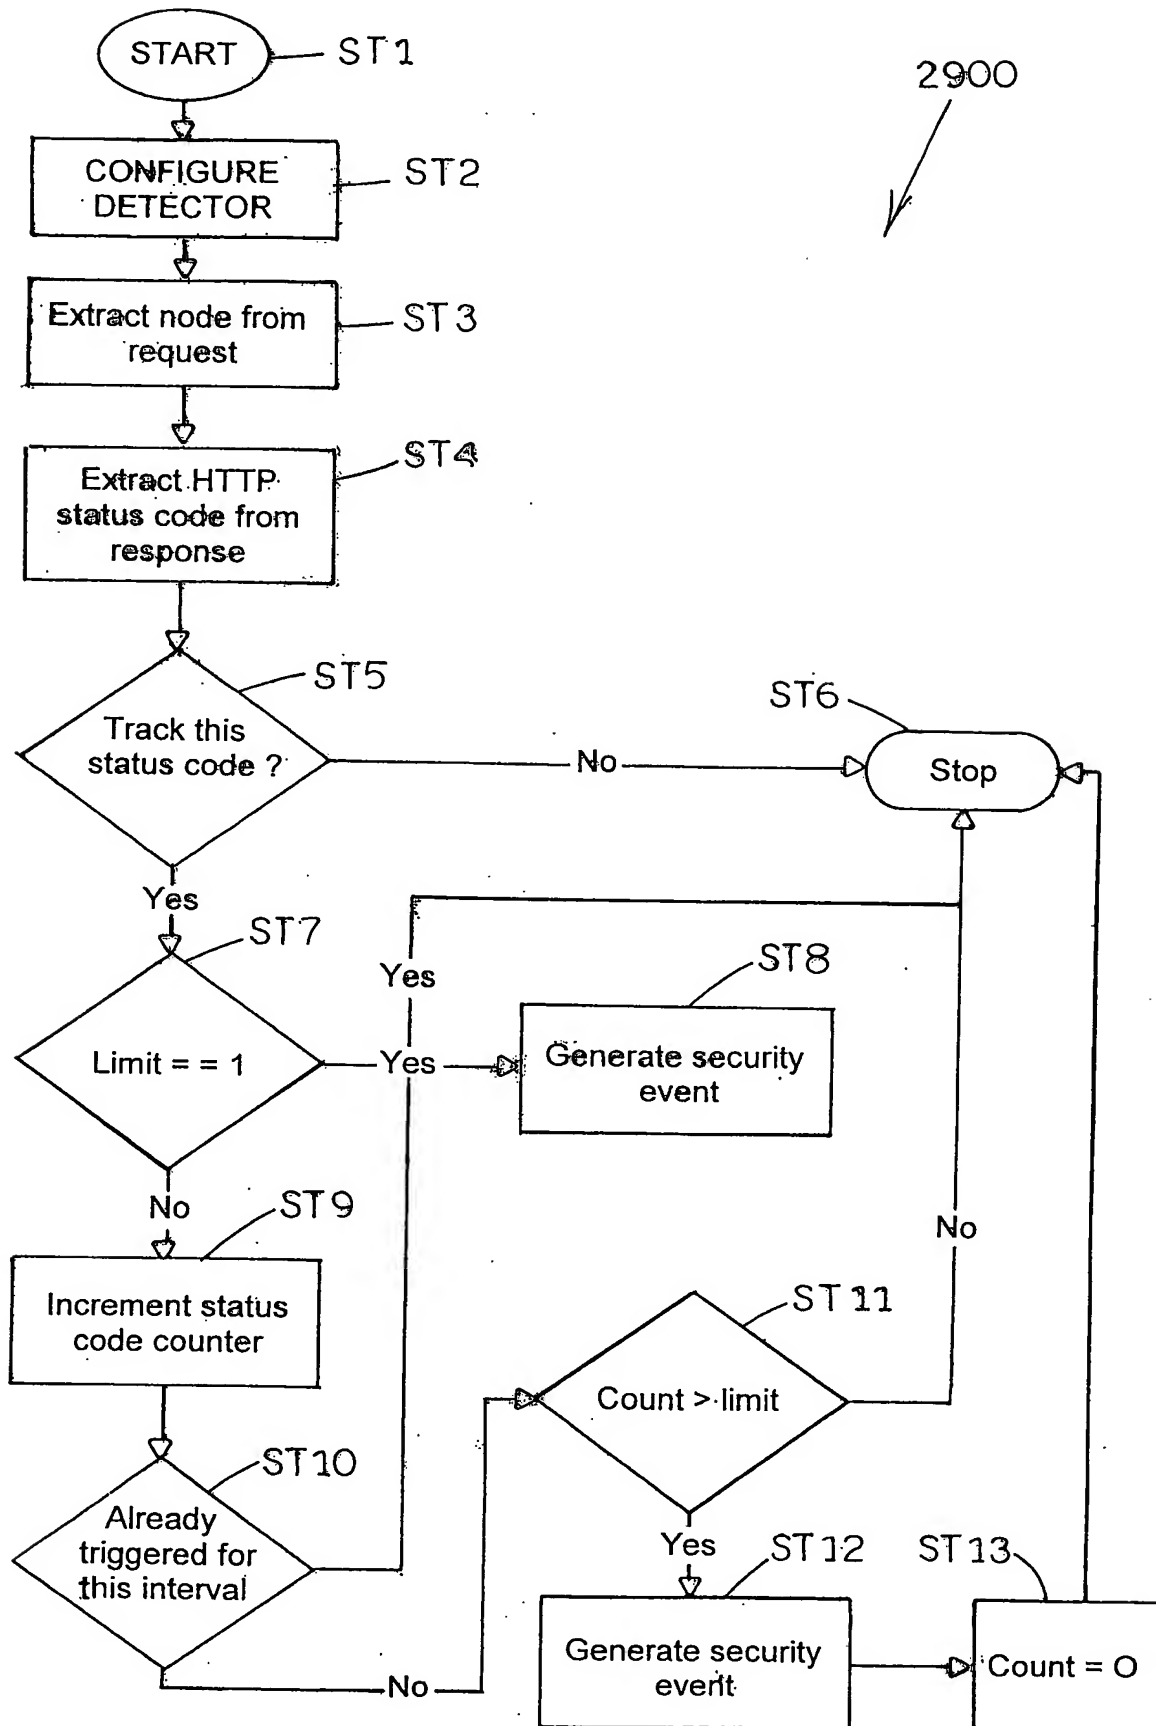 START
ST1
2900
CONFIGURE
DETECTOR
ST2
Extract node from
request
ST3
Extract HTTP
status code from
response
ST4
Track this
status code ?
ST5
No
ST6
Stop
Yes
ST7
Limit = = 1
Yes
Yes
ST8
Generate security
event
No
ST9
Increment status
code counter
No
ST11
Count > limit
ST10
Already
triggered for
this interval
Yes
ST12
ST13
Generate security
event
Count = O
No